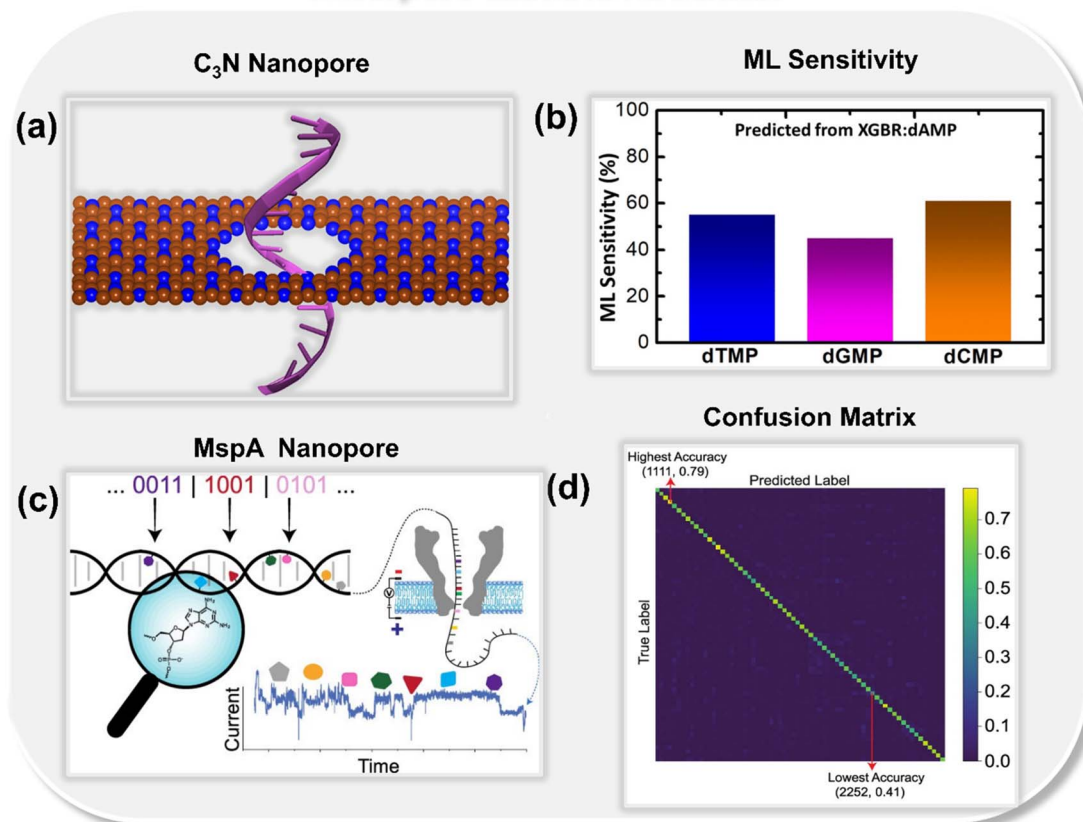 C₃N Nanopore
(a)
ML Sensitivity
(b)
Predicted from XGBR:dAMP
ML Sensitivity (%)
100
80
60
40
20
0
dTMP dGMP dCMP
MspA Nanopore
(c)
... 0011 | 1001 | 0101 ...
NH₂
N
N
N
N
NH₂
O
O
O
O=P-O⁻
O
V
+
Current
Time
Confusion Matrix
(d)
Highest Accuracy
(1111, 0.79)
Predicted Label
True Label
0.7
0.6
0.5
0.4
0.3
0.2
0.1
0.0
Lowest Accuracy
(2252, 0.41)